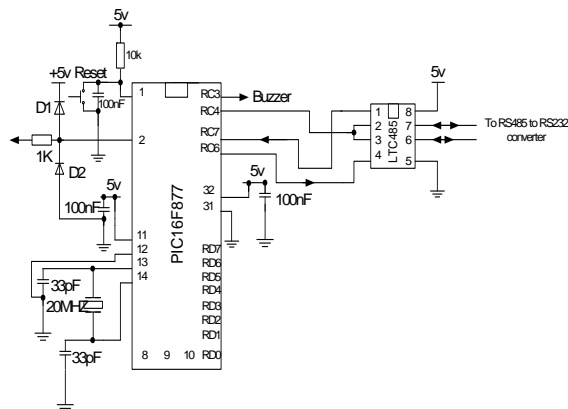 5v
10k
+5v Reset
100nF
D1
1K
D2
5v
100nF
33pF
20MHZ
33pF
1
2
11
12
13
14
8 9 10
PIC16F877
RC3
RC4
RC7
RC6
32
31
RD7
RD6
RD5
RD4
RD3
RD2
RD1
RD0
Buzzer
5v
100nF
5v
1 8
2 7
3 6
4 5
LTC485
To RS485 to RS232
converter